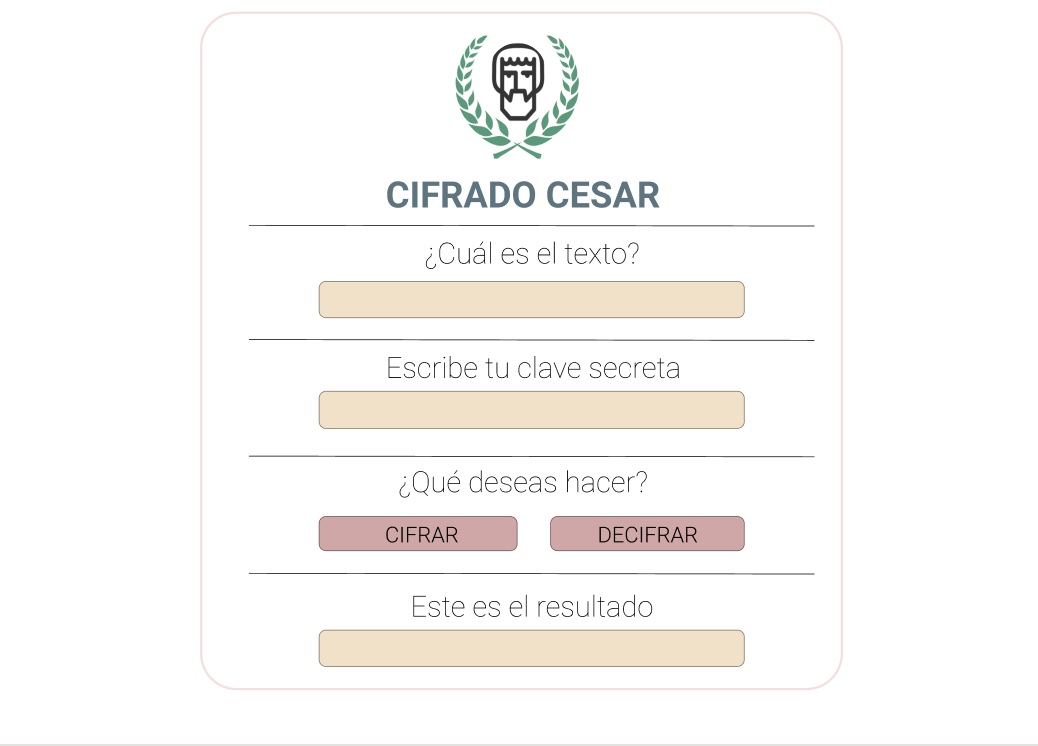 CIFRADO CESAR
¿Cuál es el texto?
Escribe tu clave secreta
¿Qué deseas hacer?
CIFRAR DECIFRAR
Este es el resultado